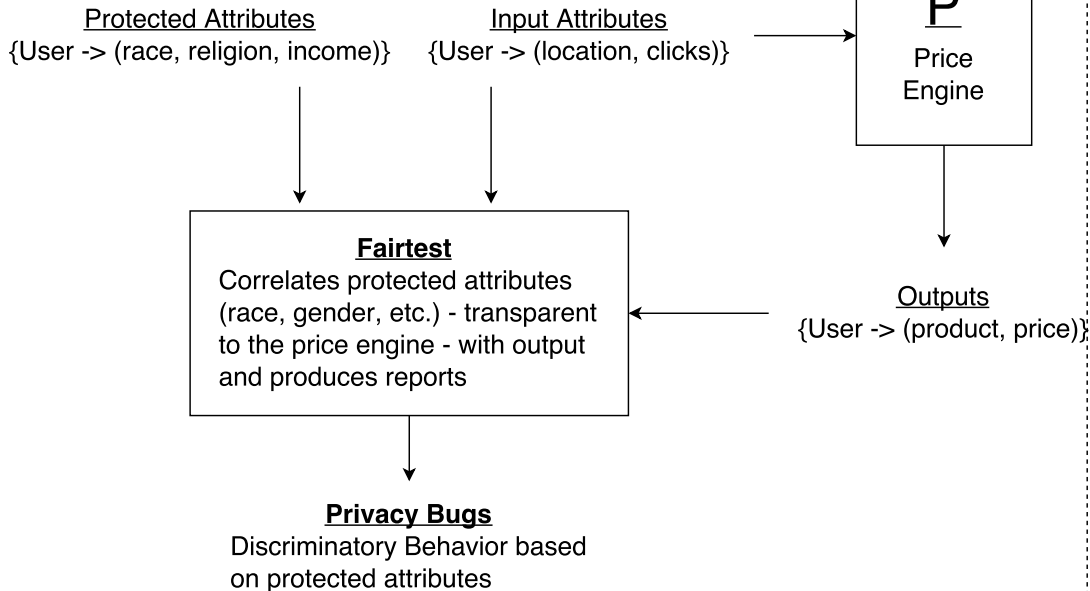 Protected Attributes
{User -> (race, religion, income)}
Input Attributes
{User -> (location, clicks)}
P
Price
Engine
Fairtest
Correlates protected attributes
(race, gender, etc.) - transparent
to the price engine - with output
and produces reports
Outputs
{User -> (product, price)}
Privacy Bugs
Discriminatory Behavior based
on protected attributes